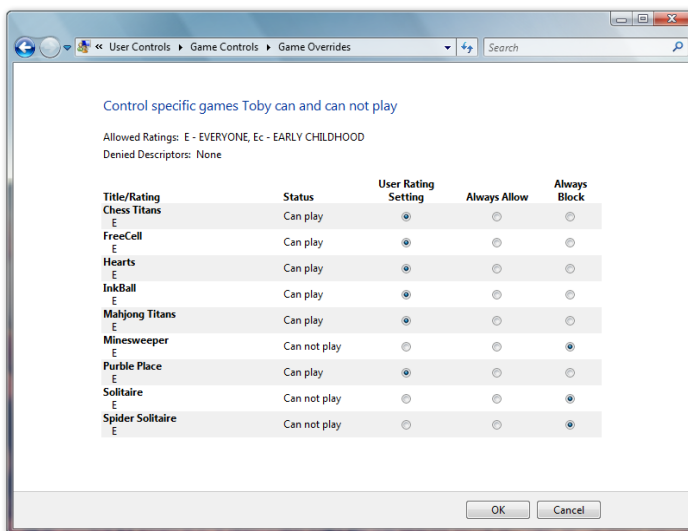 « User Controls ▸ Game Controls ▸ Game Overrides
Search
Control specific games Toby can and can not play
Allowed Ratings: E - EVERYONE, Ec - EARLY CHILDHOOD
Denied Descriptors: None
Title/Rating Status User Rating Setting Always Allow Always Block
Chess Titans
E Can play
FreeCell
E Can play
Hearts
E Can play
InkBall
E Can play
Mahjong Titans
E Can play
Minesweeper
E Can not play
Purble Place
E Can play
Solitaire
E Can not play
Spider Solitaire
E Can not play
OK Cancel